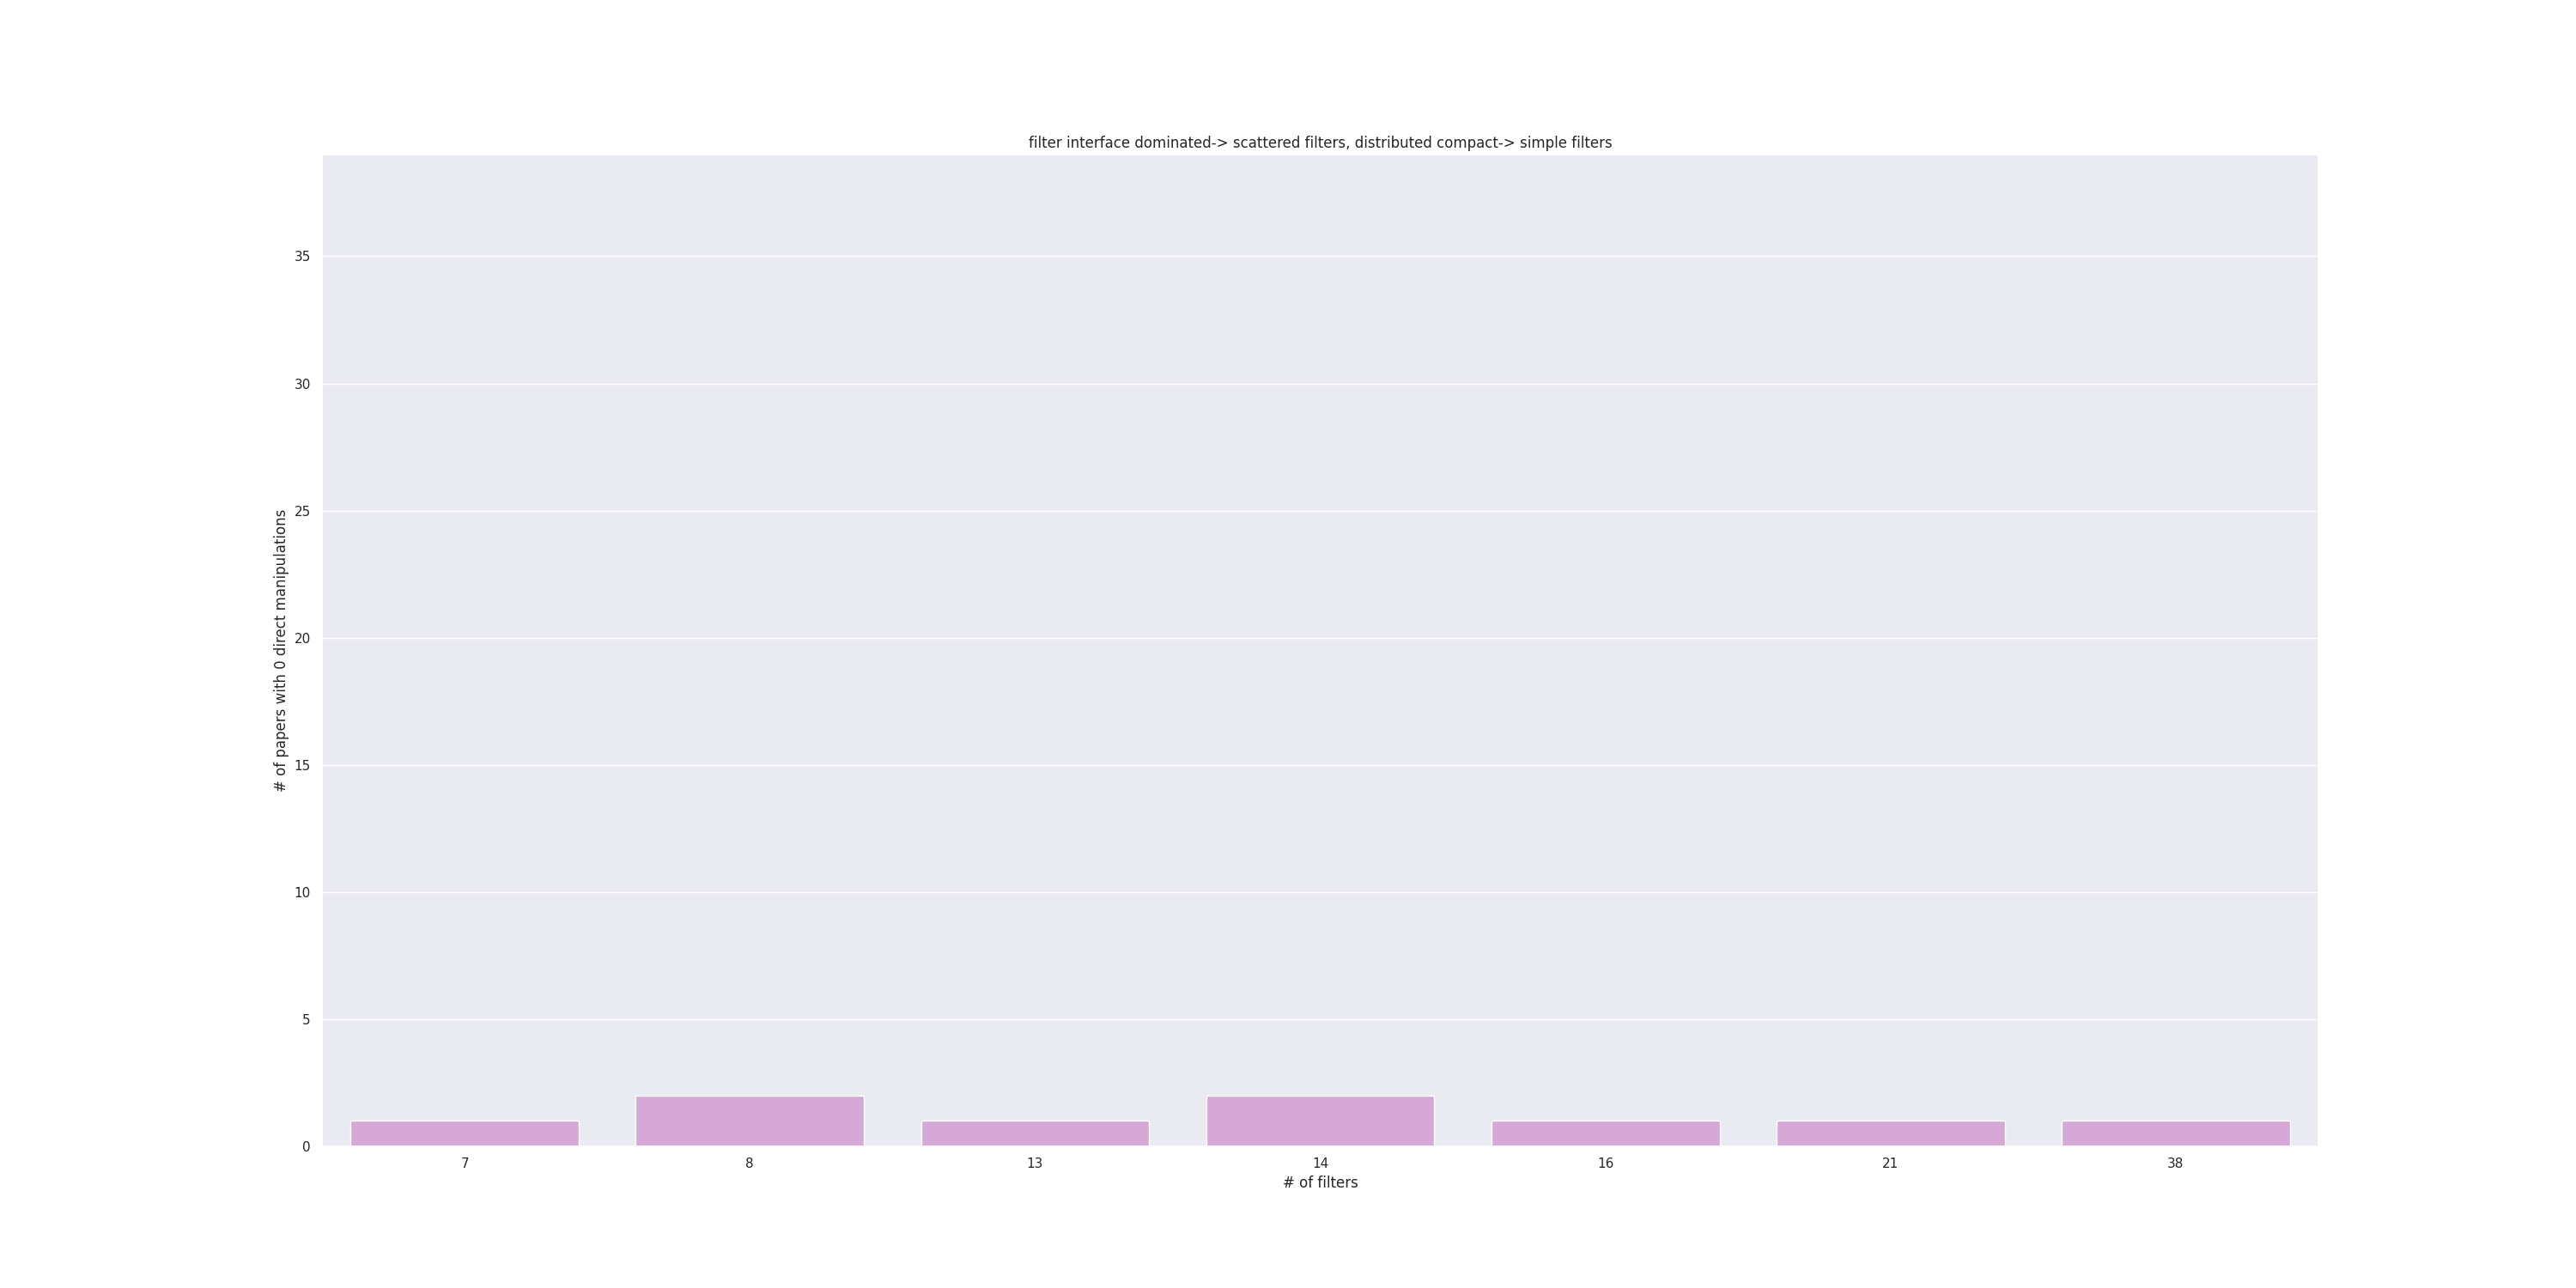 filter interface dominated-> scattered filters, distributed compact-> simple filters
# of papers with 0 direct manipulations
35
30
25
20
15
10
5
0
7 8 13 14 16 21 38
# of filters